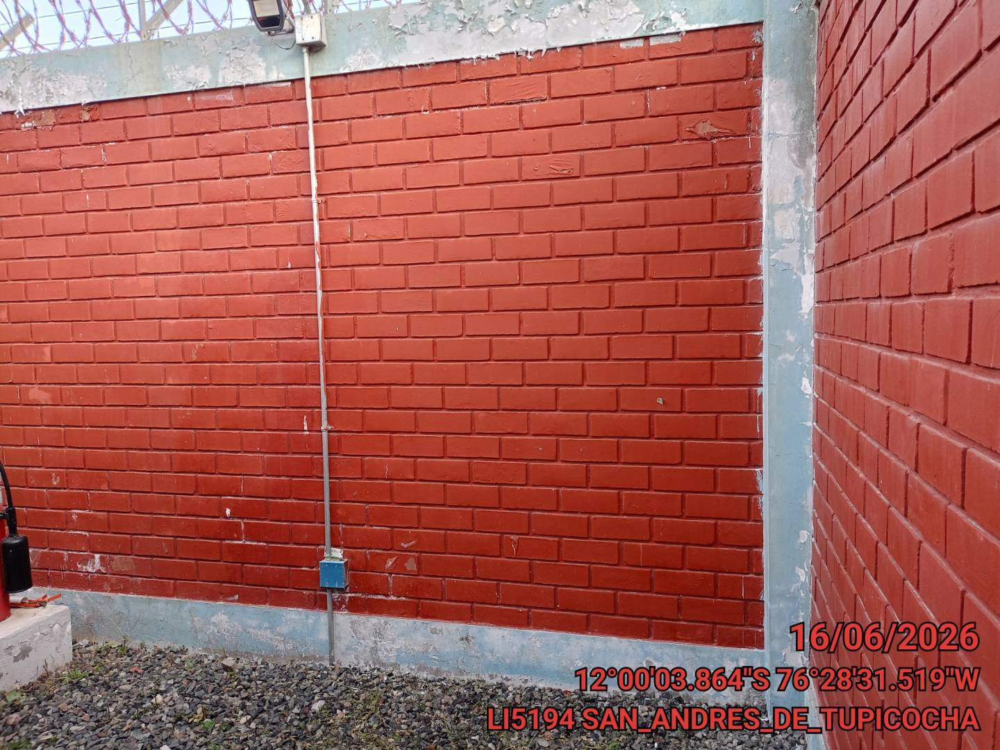 16/06/2026
12°00'03.864"S 76°28'31.519"W
LI5194 SAN_ANDRES_DE_TUPICOCHA